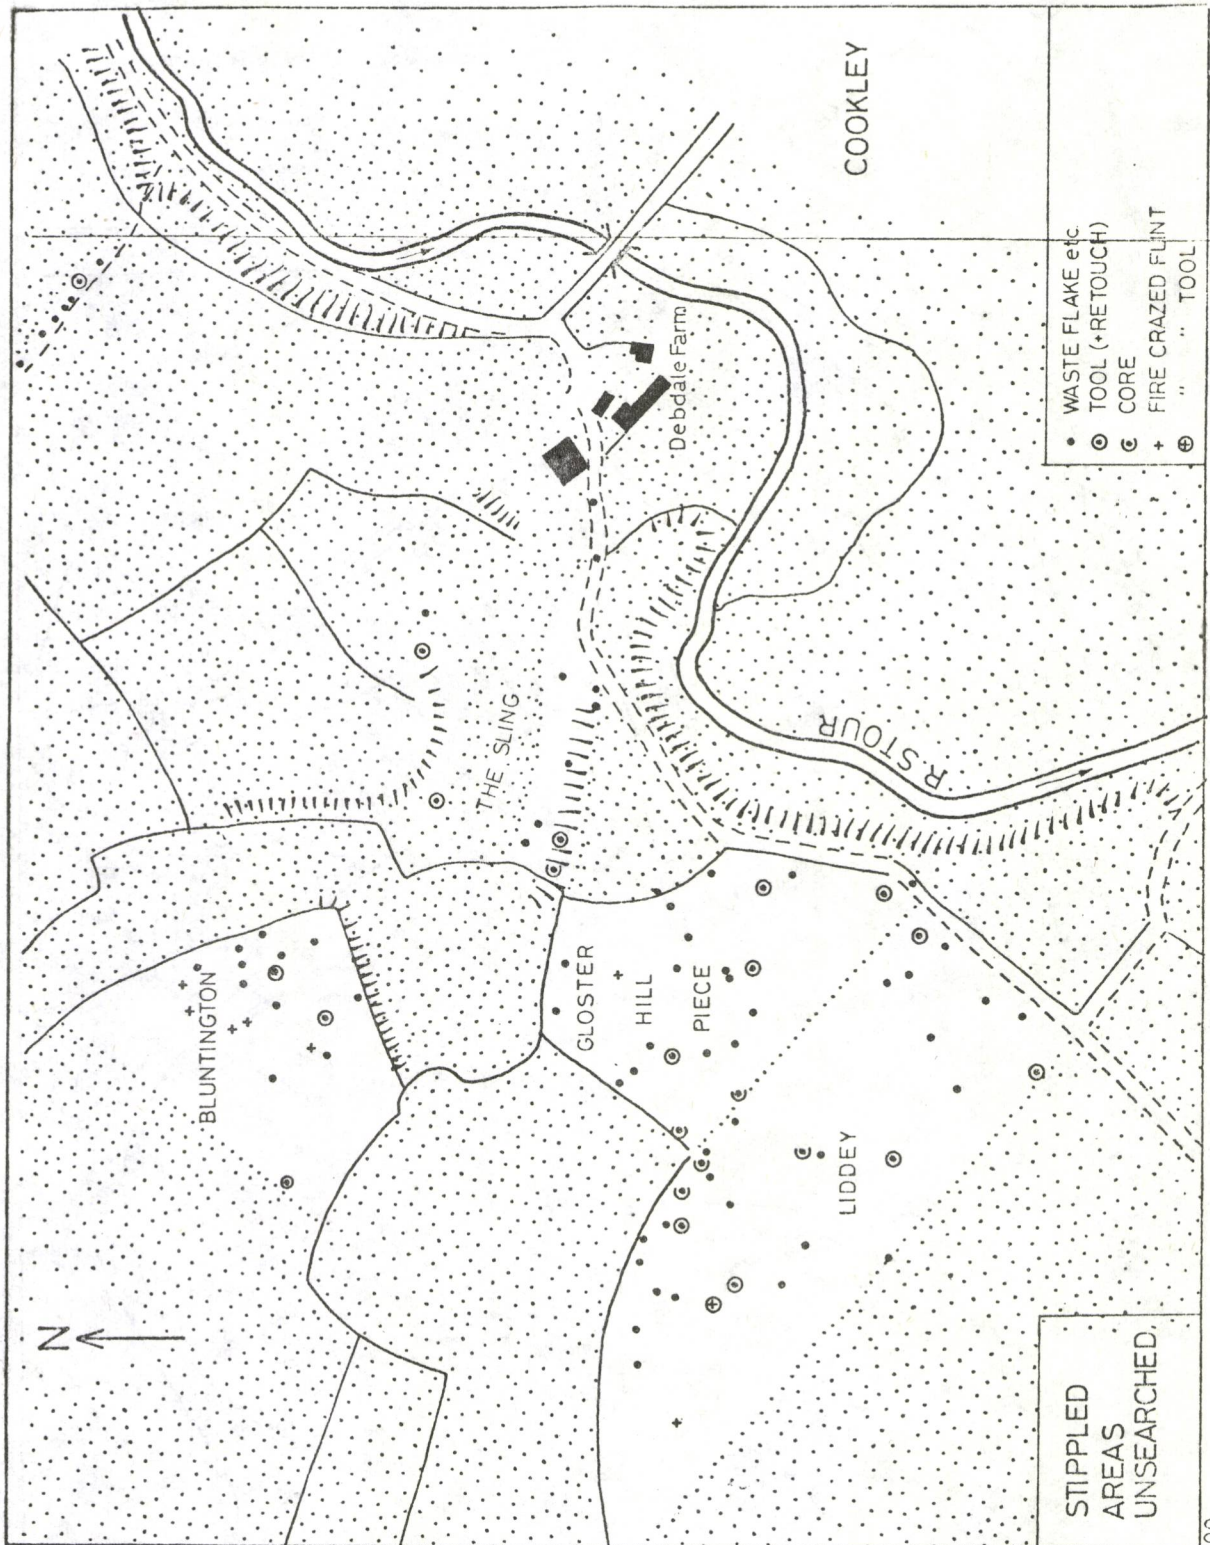 N
BLUNTINGTON
THE SLING
GLOSTER
HILL
PIECE
LIDDEY
R STOUR
Debdale Farm
COOKLEY
STIPPLED
AREAS
UNSEARCHED.
• WASTE FLAKE etc.
TOOL (+RETOUCH)
CORE
+ FIRE CRAZED FLINT
" " TOOL